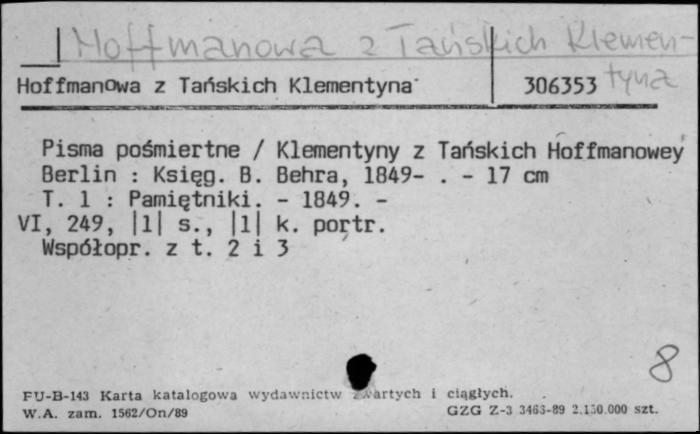 Hoffmanowa z Tańskich Klemen-
tyna
Hoffmanowa z Tańskich Klementyna 306353
Pisma pośmiertne / Klementyny z Tańskich Hoffmanowey
Berlin : Księg. B. Behra, 1849- . - 17 cm
T. 1 : Pamiętniki. - 1849. -
VI, 249, |1| s., |1| k. portr.
Współopr. z t. 2 i 3
8
FU-B-143 Karta katalogowa wydawnictw zwartych i ciągłych.
W.A. zam. 1562/On/89 GZG Z-3 3463-89 2.150.000 szt.